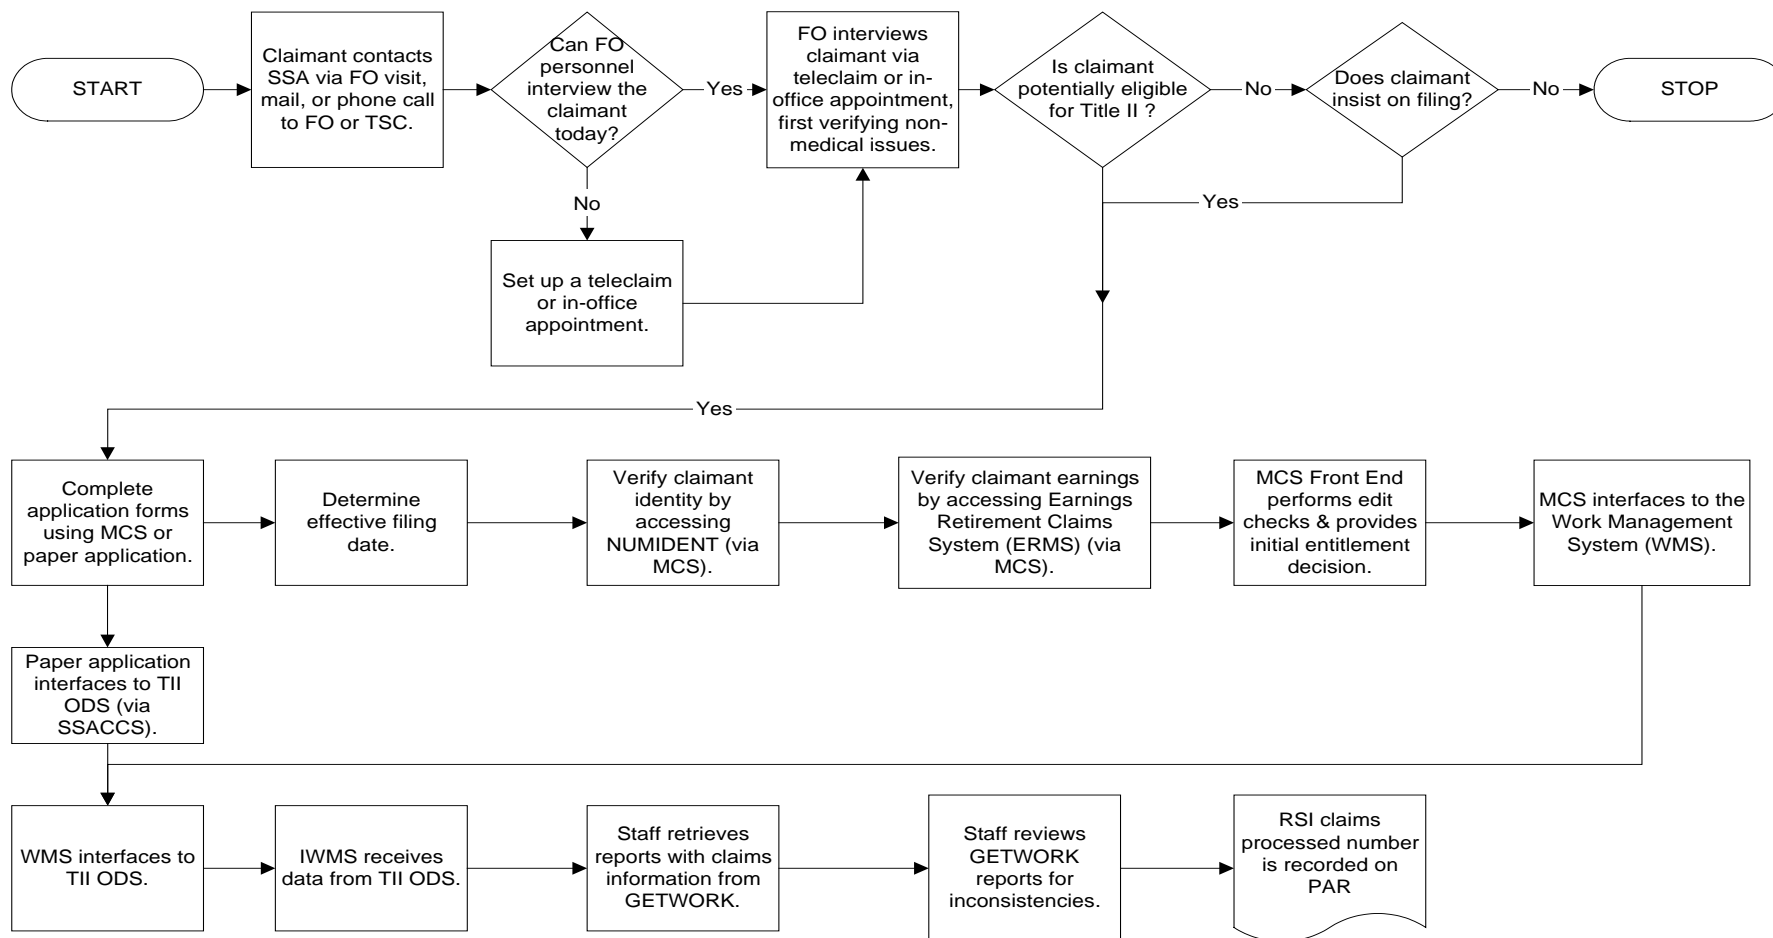 START
Claimant contacts
SSA via FO visit,
mail, or phone call
to FO or TSC.
Can FO
personnel
interview the
claimant
today?
Yes
FO interviews
claimant via
teleclaim or in-
office appointment,
first verifying non-
medical issues.
Is claimant
potentially eligible
for Title II ?
No
Does claimant
insist on filing?
No
STOP
No
Yes
Set up a teleclaim
or in-office
appointment.
Yes
Complete
application forms
using MCS or
paper application.
Determine
effective filing
date.
Verify claimant
identity by
accessing
NUMIDENT (via
MCS).
Verify claimant earnings
by accessing Earnings
Retirement Claims
System (ERMS) (via
MCS).
MCS Front End
performs edit
checks & provides
initial entitlement
decision.
MCS interfaces to the
Work Management
System (WMS).
Paper application
interfaces to TII
ODS (via
SSACCS).
WMS interfaces to
TII ODS.
IWMS receives
data from TII ODS.
Staff retrieves
reports with claims
information from
GETWORK.
Staff reviews
GETWORK
reports for
inconsistencies.
RSI claims
processed number
is recorded on
PAR